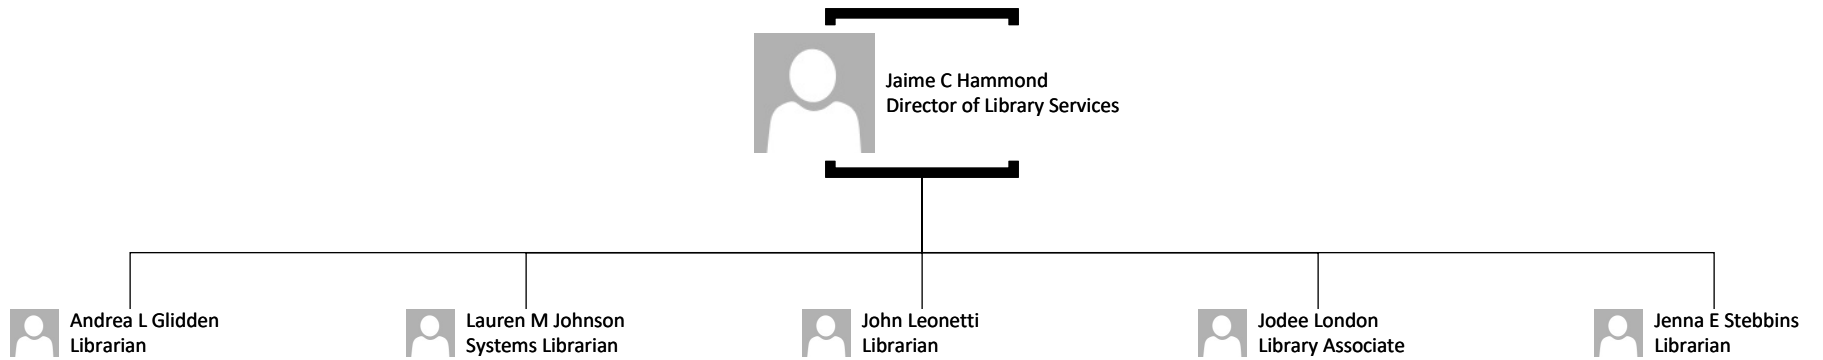 Jaime C Hammond
Director of Library Services
Andrea L Glidden
Librarian
Lauren M Johnson
Systems Librarian
John Leonetti
Librarian
Jodee London
Library Associate
Jenna E Stebbins
Librarian